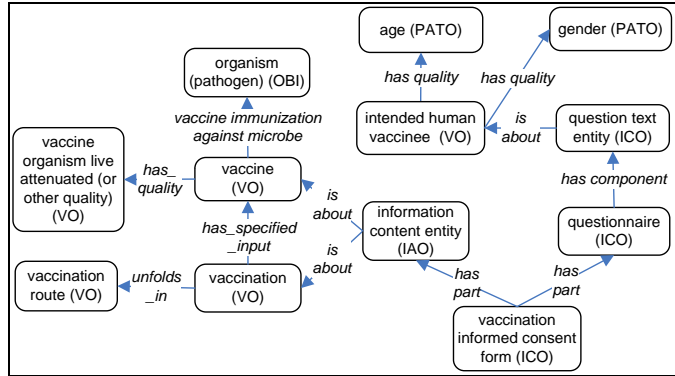 age (PATO)
gender (PATO)
organism
(pathogen) (OBI)
has quality
has quality
vaccine immunization
against microbe
intended human
vaccinee (VO)
is
about
question text
entity (ICO)
vaccine
organism live
attenuated (or
other quality)
(VO)
has_
quality
vaccine
(VO)
is
about
has component
has_specified
_input
information
content entity
(IAO)
questionnaire
(ICO)
is
about
vaccination
route (VO)
unfolds
_in
vaccination
(VO)
has
part
has
part
vaccination
informed consent
form (ICO)